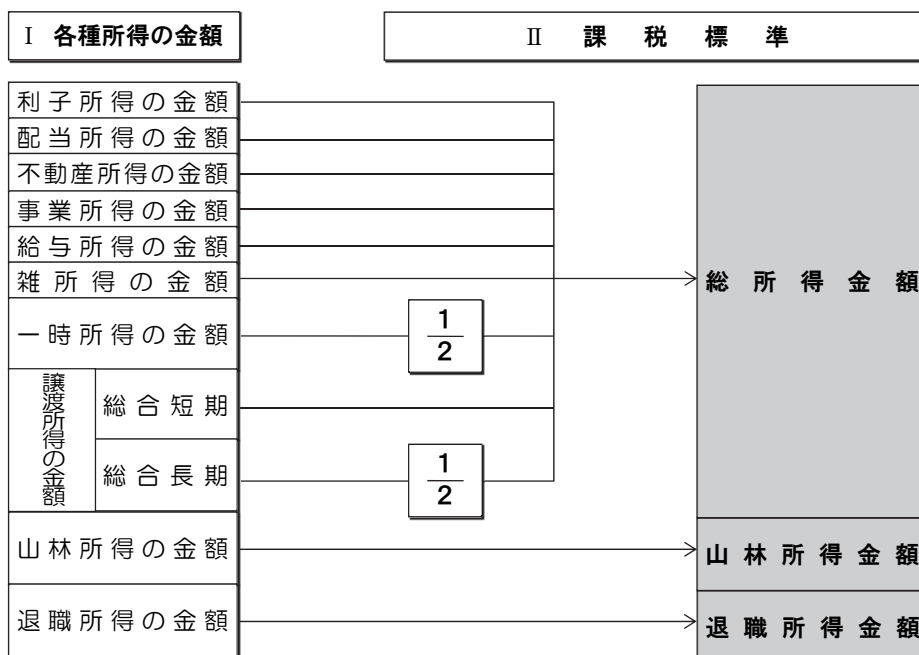 Ⅰ 各種所得の金額
Ⅱ 課税標準
利子所得の金額
配当所得の金額
不動産所得の金額
事業所得の金額
給与所得の金額
雑所得の金額
総所得金額
一時所得の金額
1
2
譲渡所得の金額
総合短期
総合長期
1
2
山林所得の金額
山林所得金額
退職所得の金額
退職所得金額